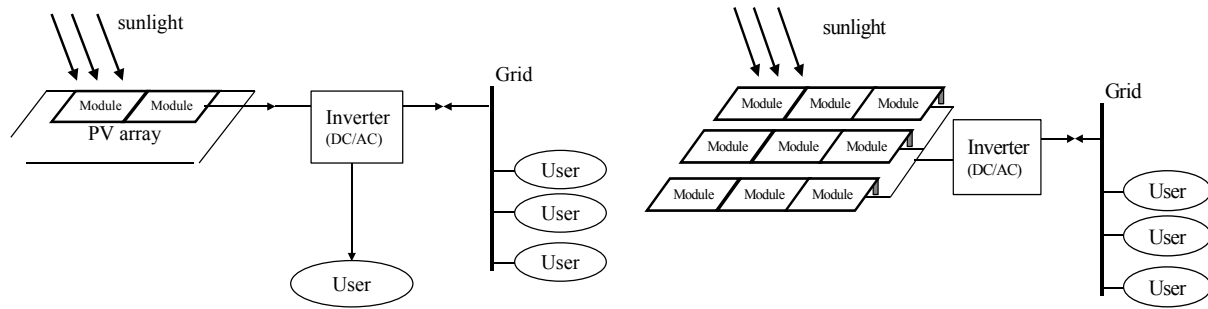 sunlight
Grid
Module Module
PV array
Inverter
(DC/AC)
User
User
User
User
sunlight
Grid
Module Module Module
Module Module Module
Module Module Module
Inverter
(DC/AC)
User
User
User